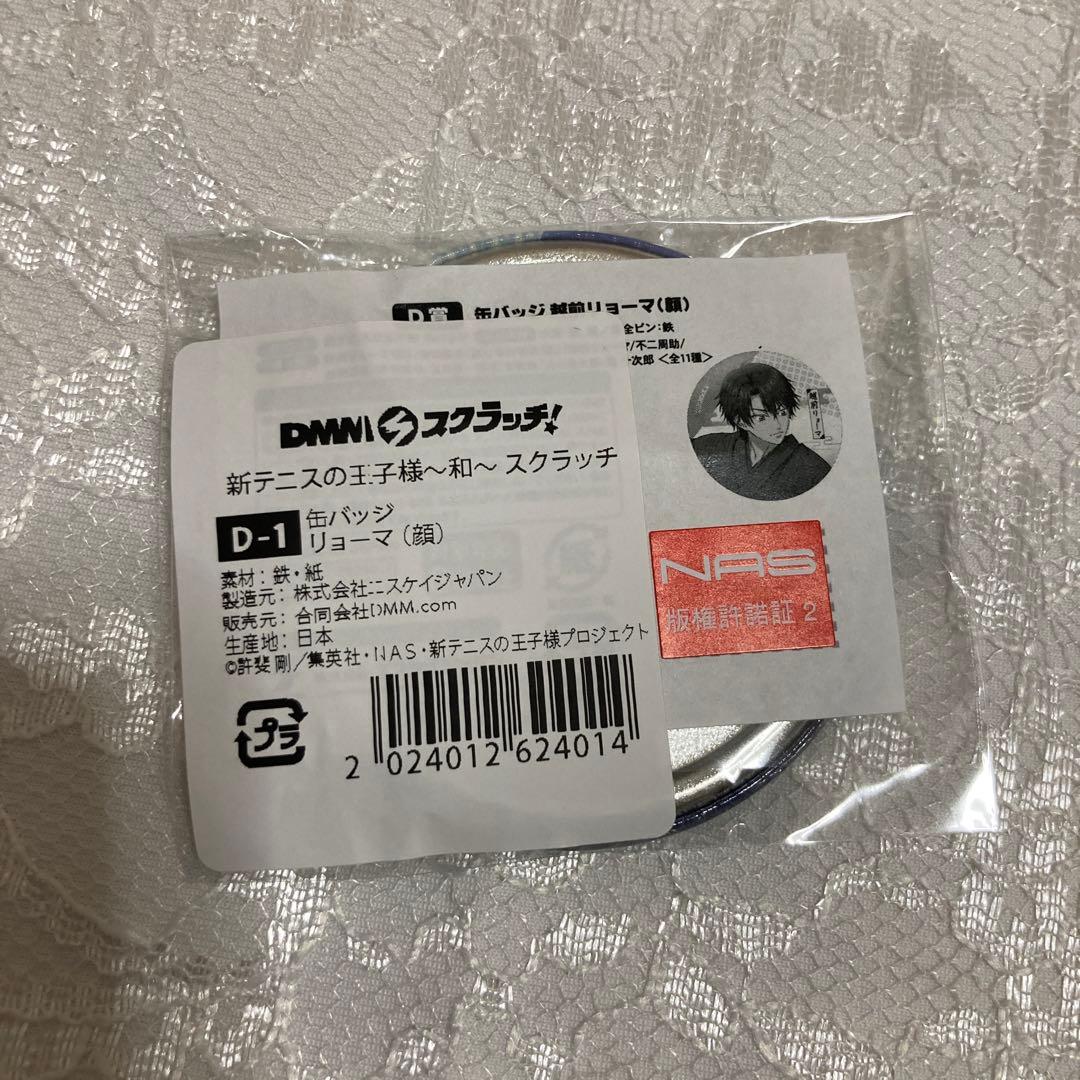 D賞 缶バッジ 越前リョーマ(顔)
全ピン:鉄
/不二周助/
次郎 <全11種>
越前リョーマ
DMMスクラッチ!
新テニスの王子様～和～ スクラッチ
D-1 缶バッジ
リョーマ（顔）
素材：鉄・紙
製造元：株式会社エスケイジャパン
販売元：合同会社DMM.com
生産地：日本
©許斐 剛／集英社・NAS・新テニスの王子様プロジェクト
プラ
2 024012 624014
NAS
版権許諾証 2